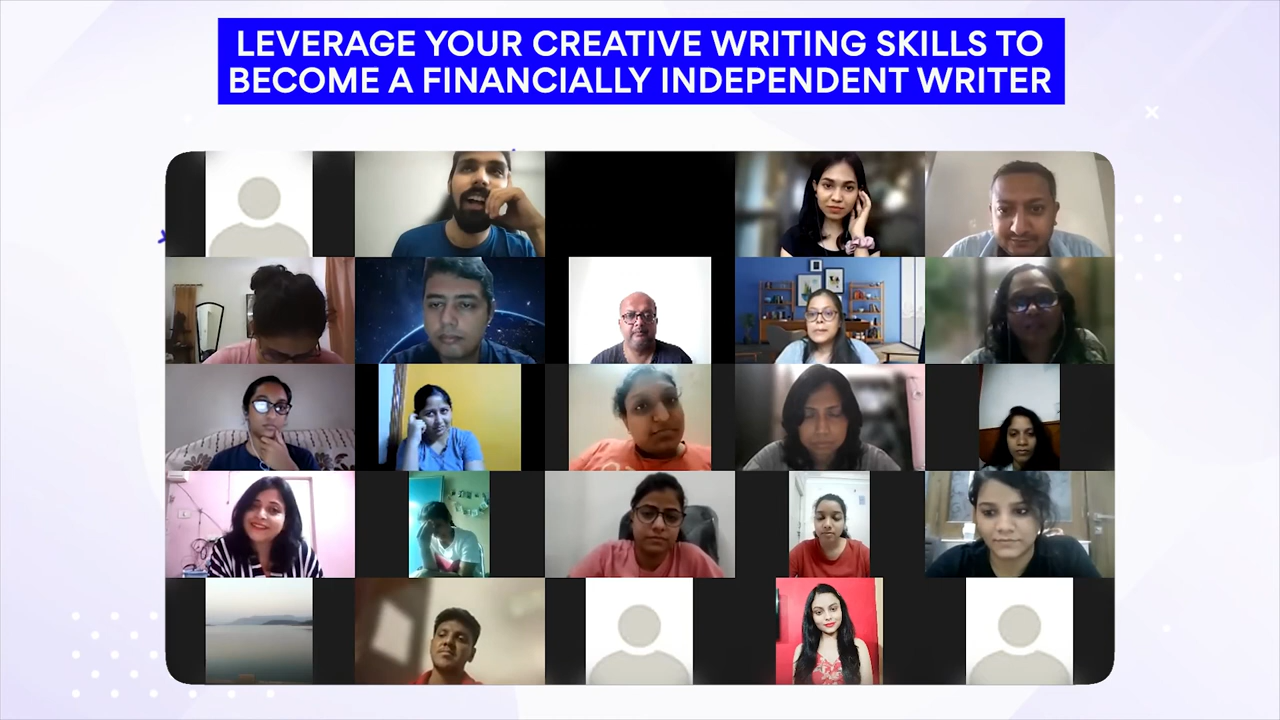 LEVERAGE YOUR CREATIVE WRITING SKILLS TO
BECOME A FINANCIALLY INDEPENDENT WRITER